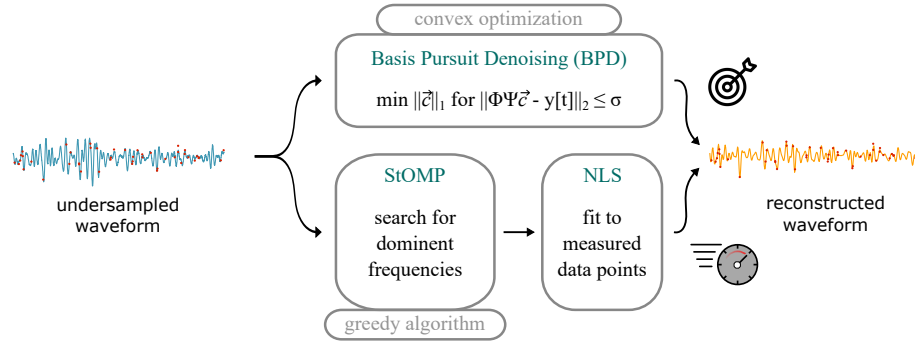 convex optimization
Basis Pursuit Denoising (BPD)
min ||c⃗||₁ for ||ΦΨc⃗ - y[t]||₂ ≤ σ
undersampled
waveform
StOMP
search for
dominent
frequencies
greedy algorithm
NLS
fit to
measured
data points
reconstructed
waveform